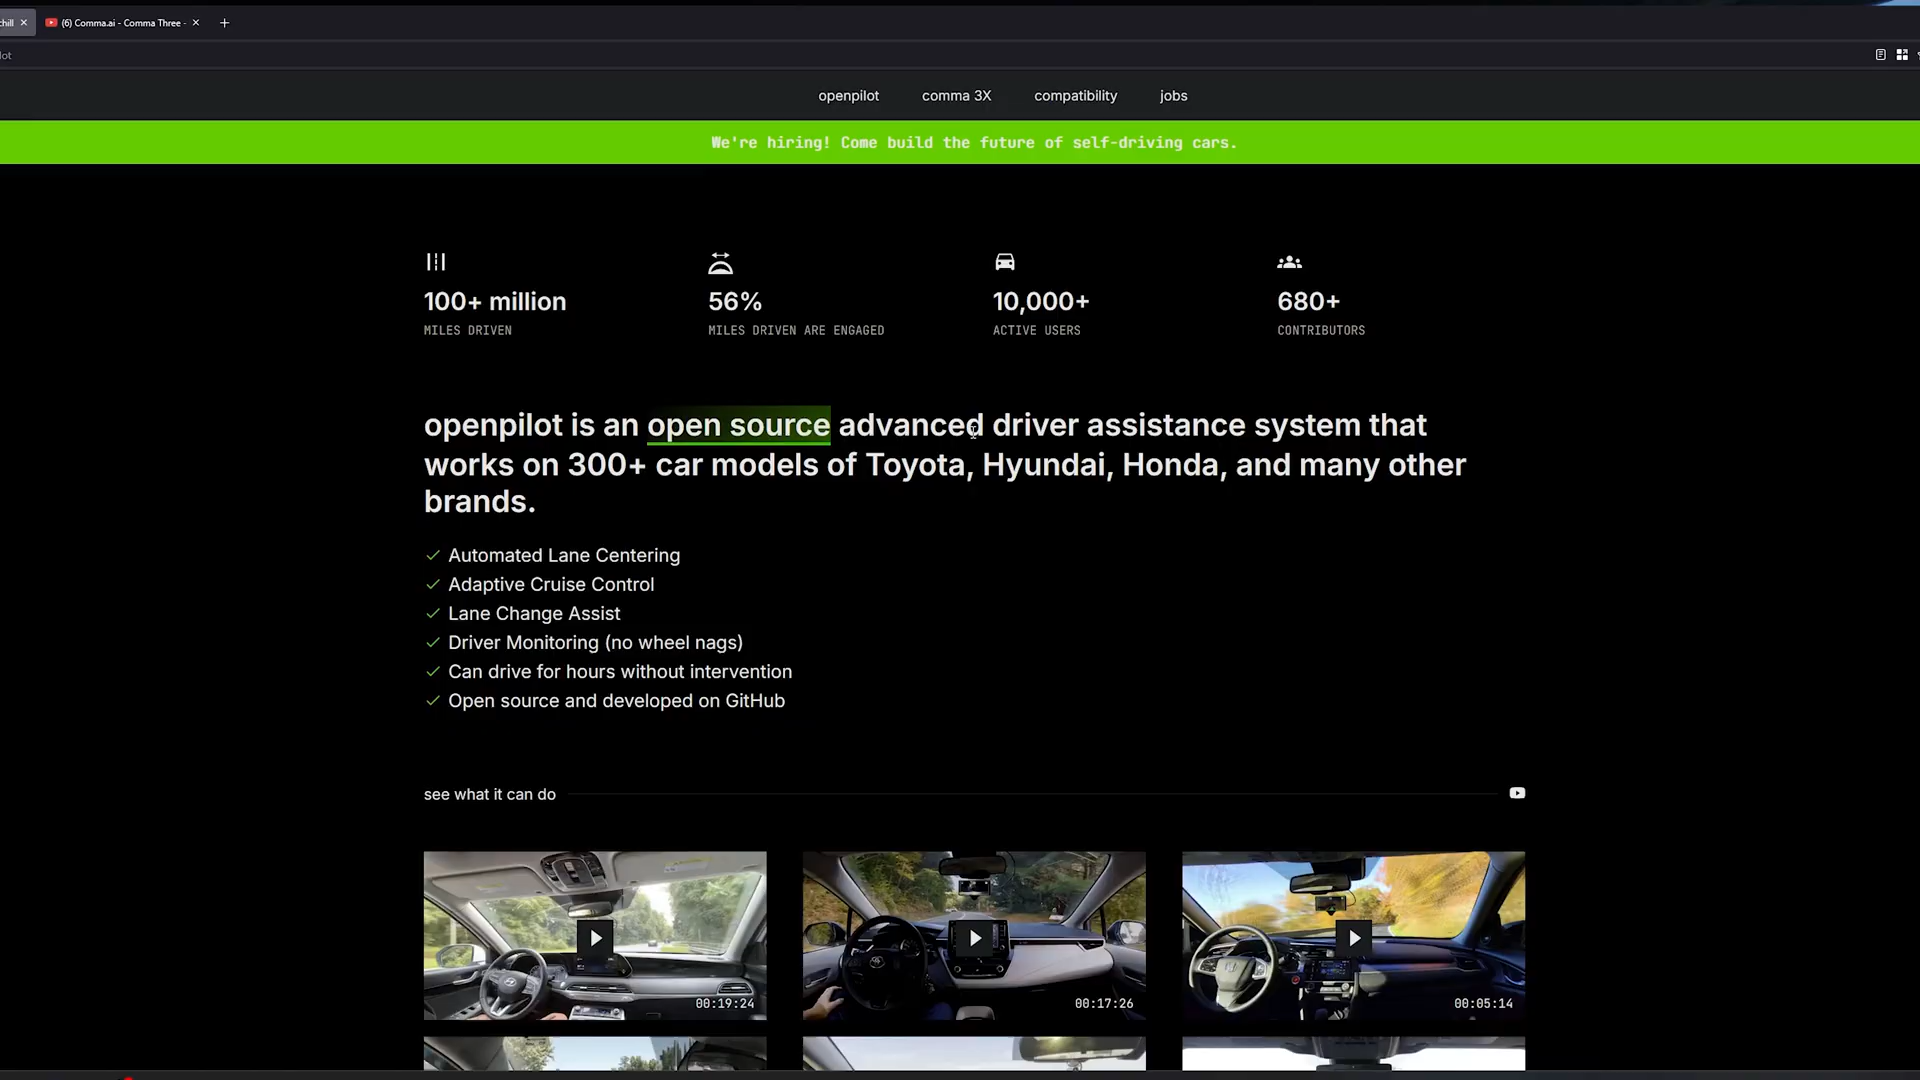 chill
(6) Comma.ai - Comma Three -
lot
openpilot
comma 3X
compatibility
jobs
We're hiring! Come build the future of self-driving cars.
100+ million
MILES DRIVEN
56%
MILES DRIVEN ARE ENGAGED
10,000+
ACTIVE USERS
680+
CONTRIBUTORS
openpilot is an open source advanced driver assistance system that
works on 300+ car models of Toyota, Hyundai, Honda, and many other
brands.
Automated Lane Centering
Adaptive Cruise Control
Lane Change Assist
Driver Monitoring (no wheel nags)
Can drive for hours without intervention
Open source and developed on GitHub
see what it can do
00:19:24
00:17:26
00:05:14